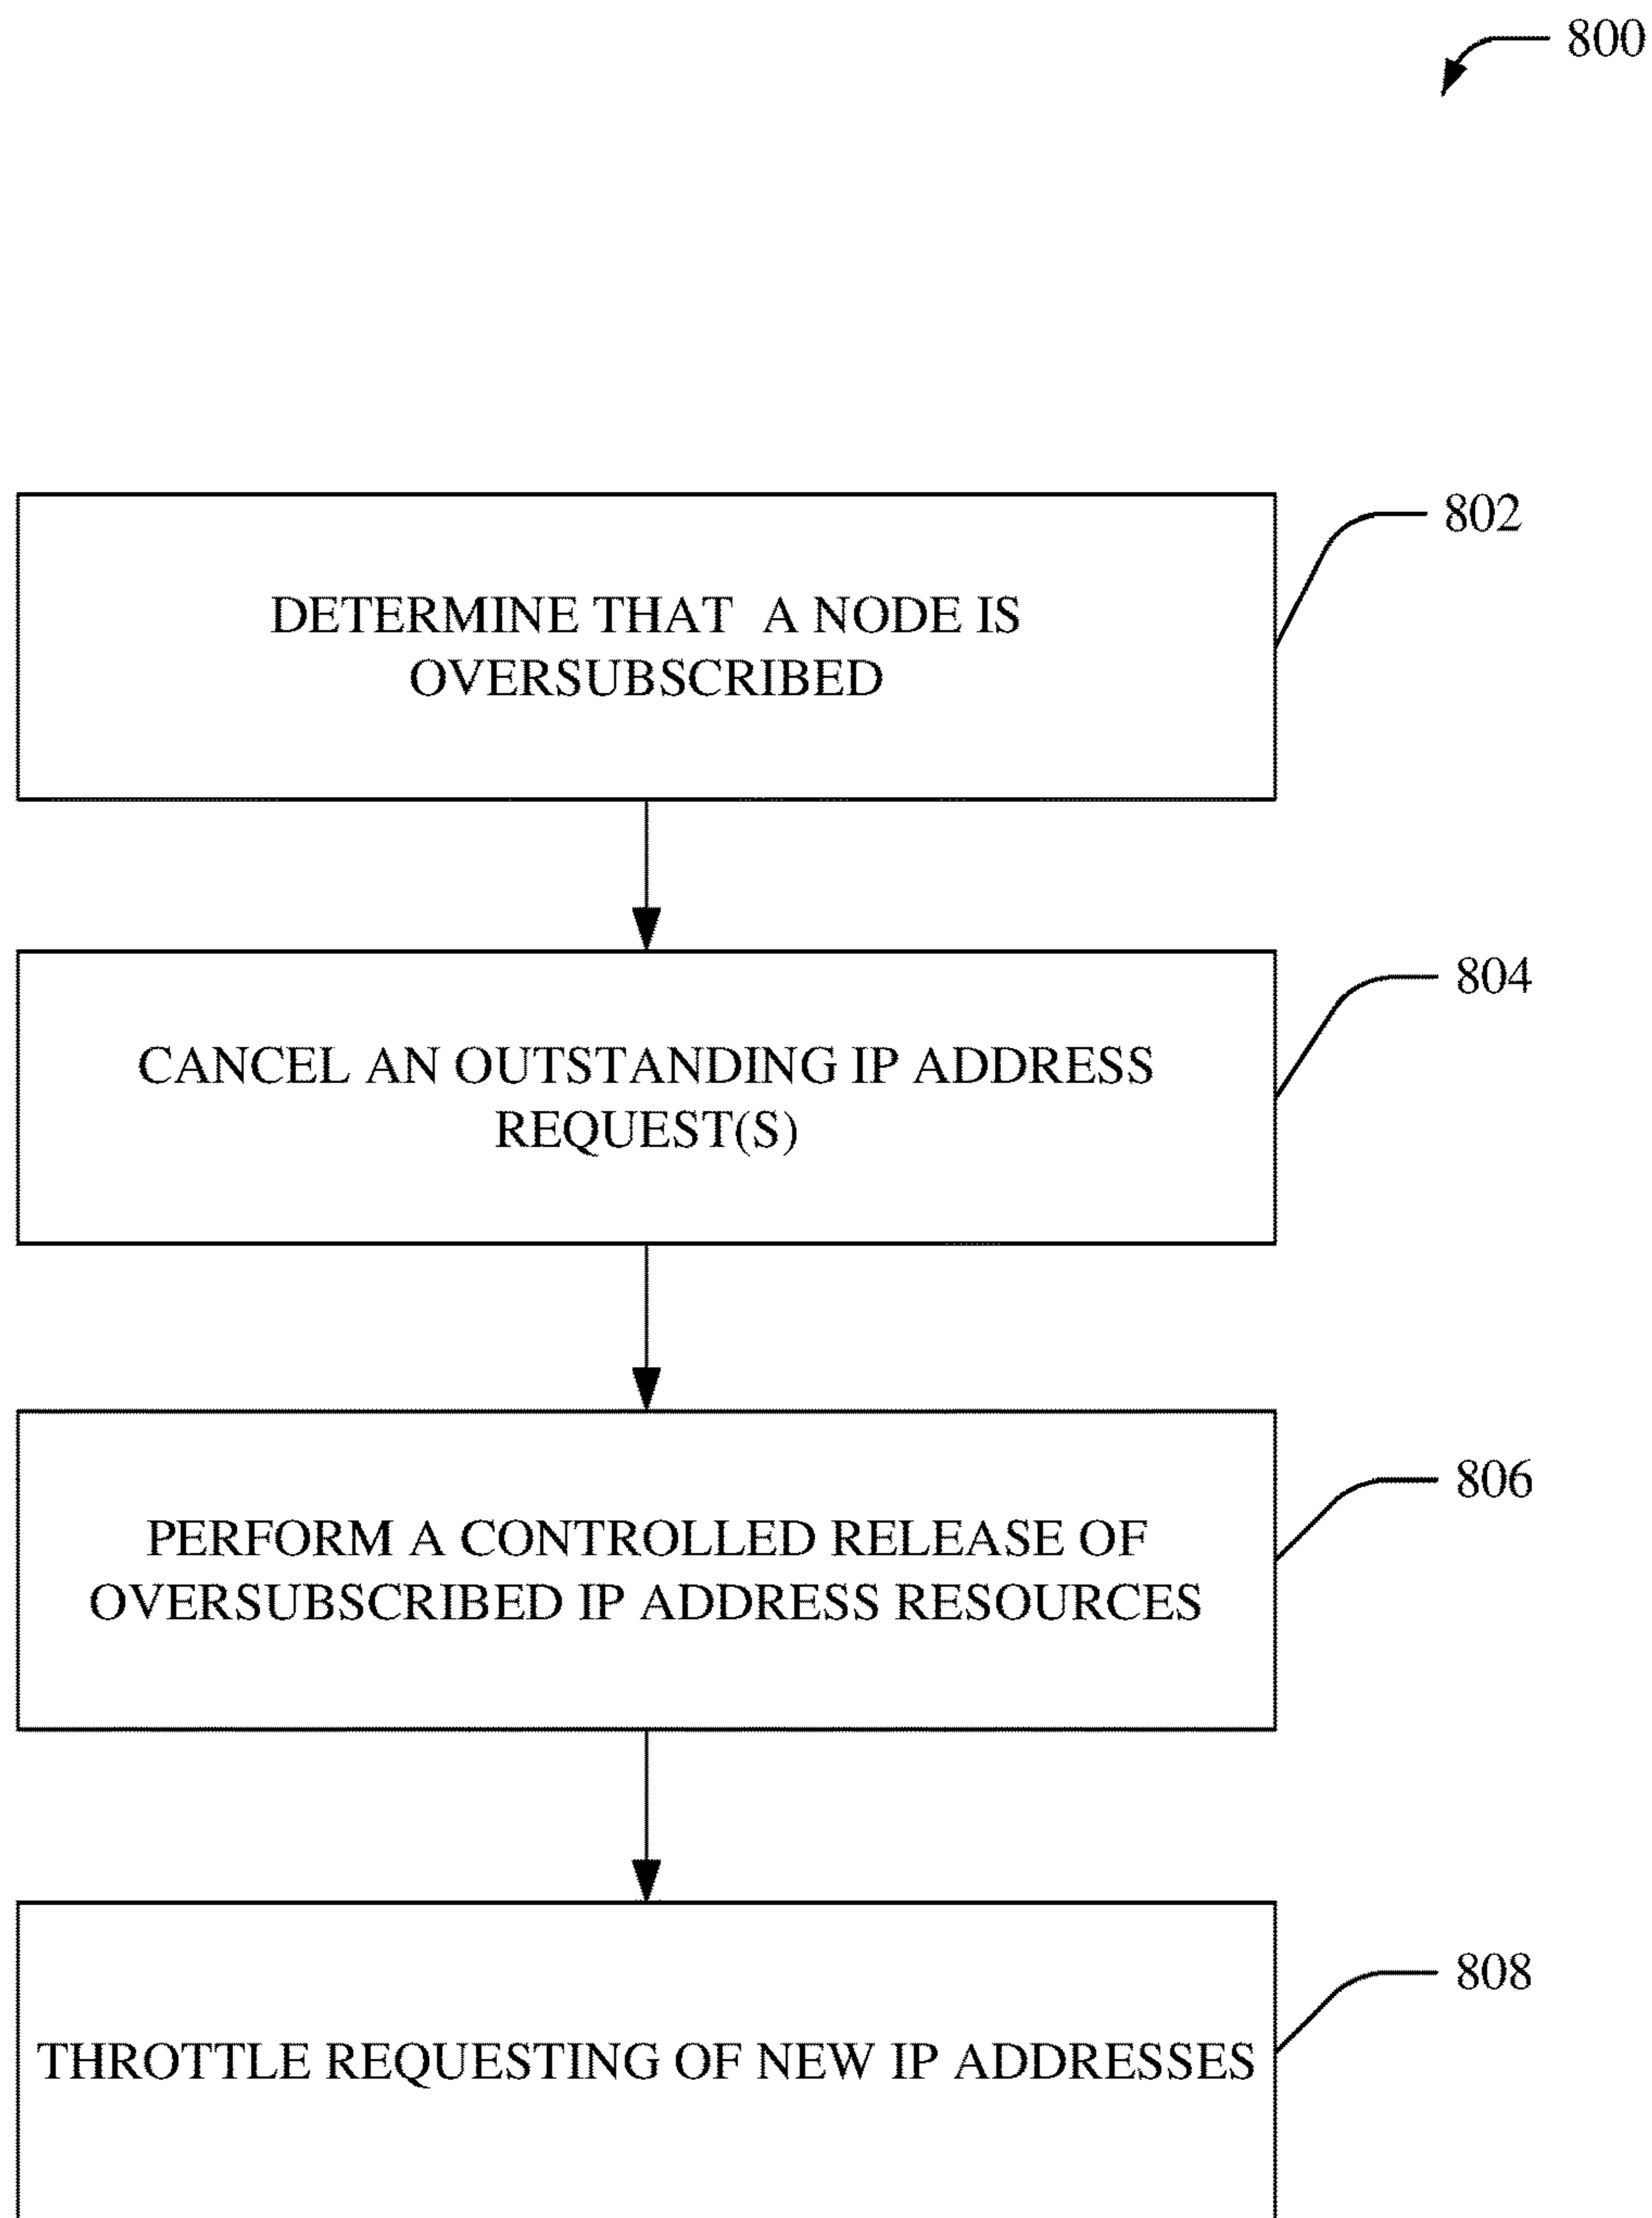 800
802
DETERMINE THAT A NODE IS
OVERSUBSCRIBED
804
CANCEL AN OUTSTANDING IP ADDRESS
REQUEST(S)
806
PERFORM A CONTROLLED RELEASE OF
OVERSUBSCRIBED IP ADDRESS RESOURCES
808
THROTTLE REQUESTING OF NEW IP ADDRESSES